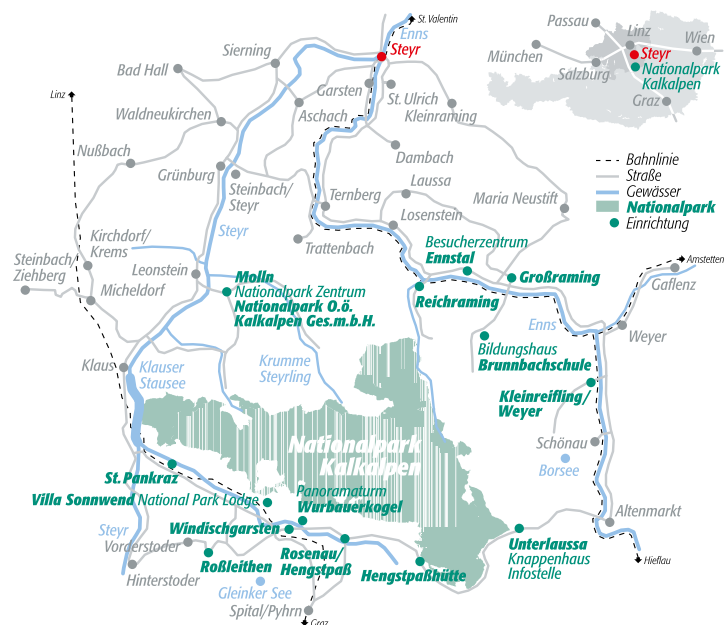 St. Valentin
Enns
Steyr
Sierning
Bad Hall
Linz
Garsten
St. Ulrich
Kleinraming
Aschach
Waldneukirchen
Dambach
Nußbach
Grünburg
Steinbach/
Steyr
Ternberg
Laussa
Maria Neustift
Losenstein
Steyr
Trattenbach
Kirchdorf/
Krems
Steinbach/
Ziehberg
Leonstein
Micheldorf
Passau
Linz
Wien
München
Steyr
Salzburg
Nationalpark
Kalkalpen
Graz
Bahnlinie
Straße
Gewässer
Nationalpark
Einrichtung
Besucherzentrum
Ennstal
Großraming
Reichraming
Amstetten
Gaflenz
Enns
Weyer
Molln
Nationalpark Zentrum
Nationalpark O.ö.
Kalkalpen Ges.m.b.H.
Klaus
Klauser
Stausee
Krumme
Steyrling
Bildungshaus
Brunnbachschule
Kleinreifling/
Weyer
Schönau
Borsee
Nationalpark
Kalkalpen
St. Pankraz
Villa Sonnwend National Park Lodge
Panoramaturm
Wurbauerkogel
Windischgarsten
Steyr
Vorderstoder
Hinterstoder
Roßleithen
Rosenau/
Hengstpaß
Hengstpaßhütte
Gleinker See
Spital/Pyhrn
Graz
Altenmarkt
Unterlaussa
Knappenhaus
Infostelle
Hieflau